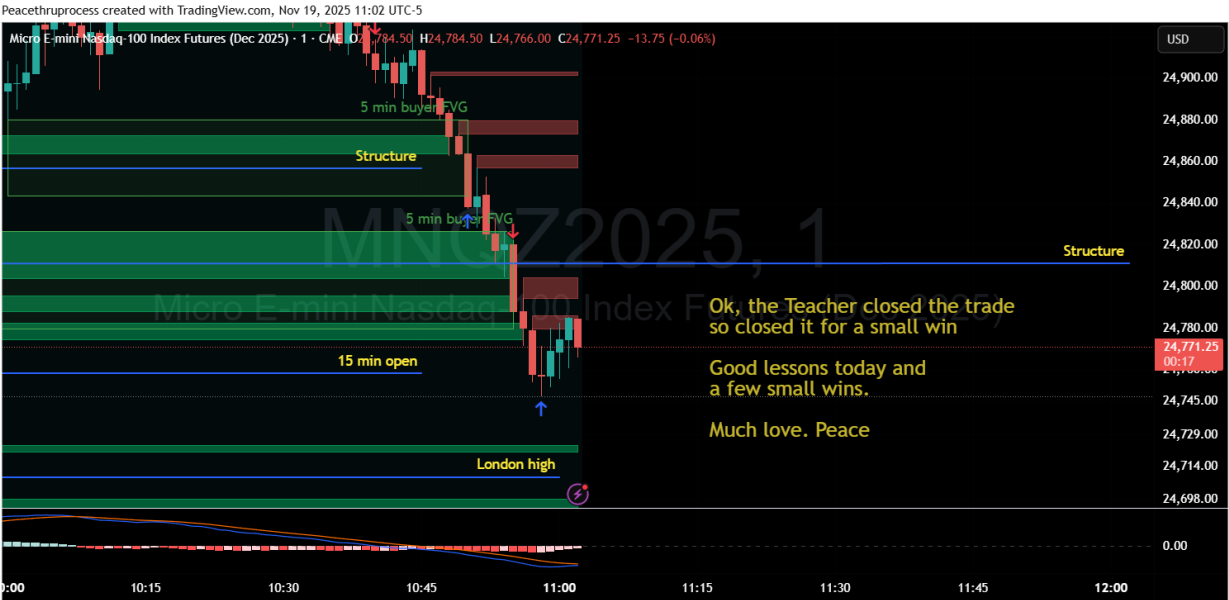 Peacethruprocess created with TradingView.com, Nov 19, 2025 11:02 UTC-5
Micro E-mini Nasdaq-100 Index Futures (Dec 2025) · 1 · CME O24,784.50 H24,784.50 L24,766.00 C24,771.25 −13.75 (−0.06%)
USD
24,900.00
5 min buyer FVG
24,880.00
Structure
24,860.00
24,840.00
5 min buyer FVG
MNQZ2025, 1
24,820.00
Structure
24,800.00
Micro E-mini Nasdaq-100 Index Futures (Dec 2025)
Ok, the Teacher closed the trade
so closed it for a small win
24,780.00
24,771.25
00:17
15 min open
Good lessons today and
a few small wins.
24,745.00
Much love. Peace
24,729.00
London high
24,714.00
24,698.00
0.00
0:00 10:15 10:30 10:45 11:00 11:15 11:30 11:45 12:00